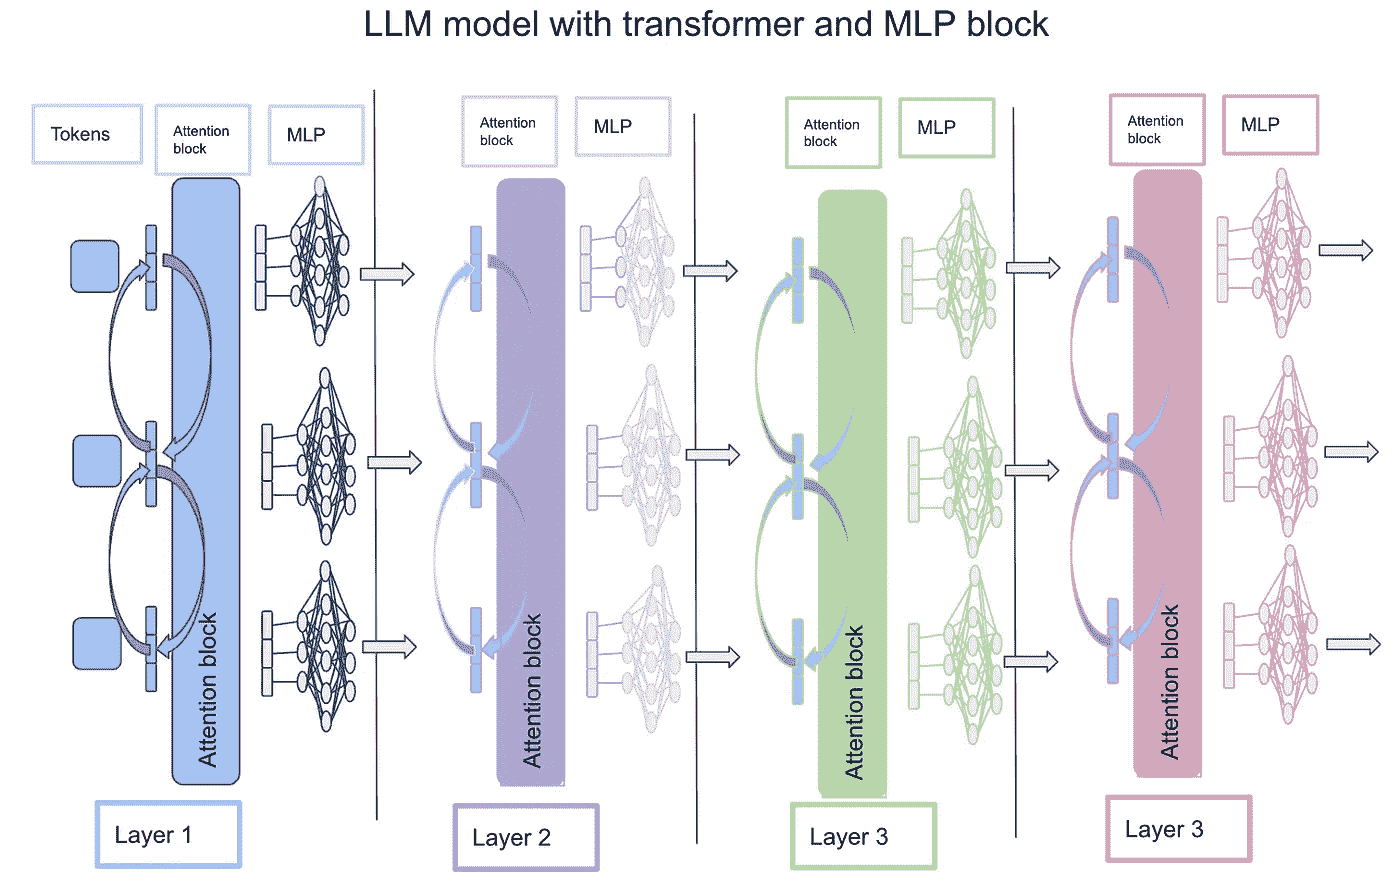 LLM model with transformer and MLP block
Tokens
Attention
block
MLP
Attention
block
MLP
Attention
block
MLP
Attention
block
MLP
Attention block
Attention block
Attention block
Attention block
Layer 1
Layer 2
Layer 3
Layer 3